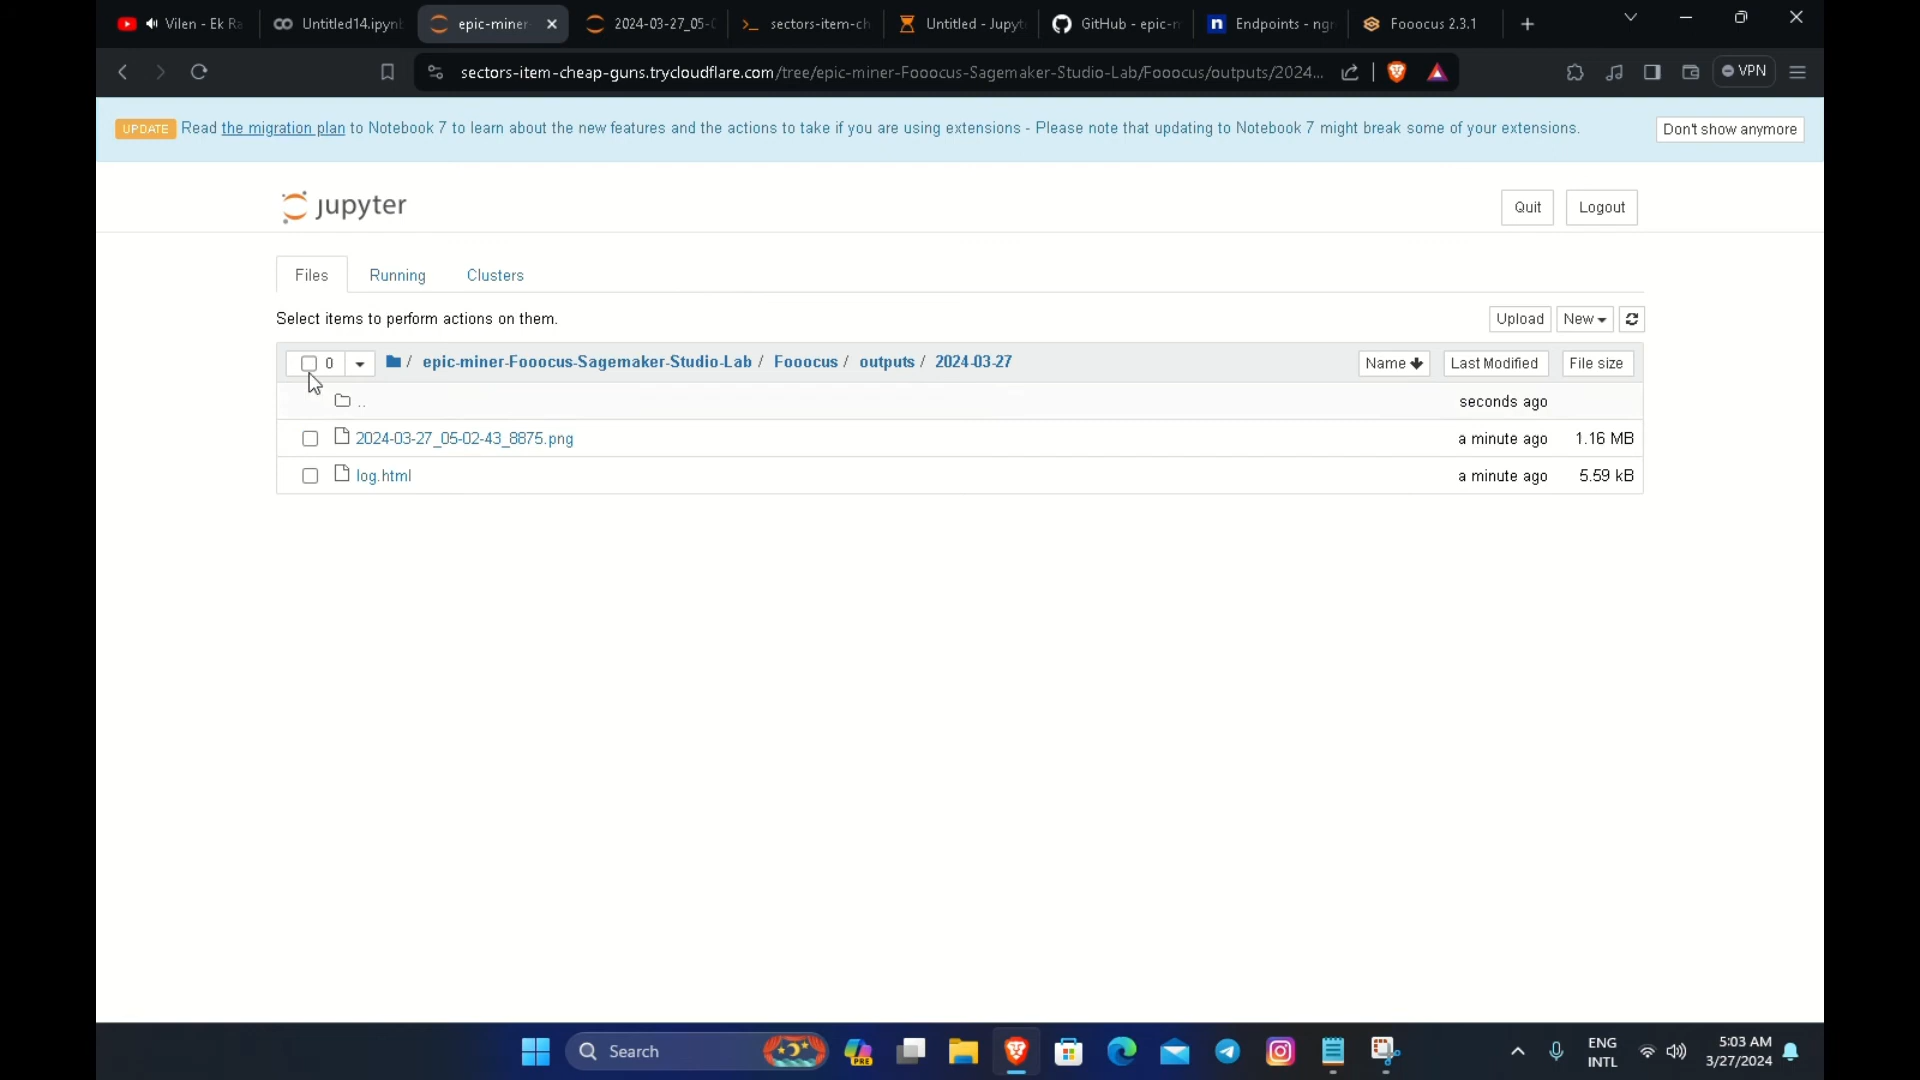 Vilen - Ek Ra
Untitled14.ipynb
epic-miner-
2024-03-27_05-0
sectors-item-ch
Untitled - Jupyt
GitHub - epic-m
Endpoints - ngr
Fooocus 2.3.1
sectors-item-cheap-guns.trycloudflare.com/tree/epic-miner-Fooocus-Sagemaker-Studio-Lab/Fooocus/outputs/2024...
VPN
UPDATE Read the migration plan to Notebook 7 to learn about the new features and the actions to take if you are using extensions - Please note that updating to Notebook 7 might break some of your extensions.
Don't show anymore
jupyter
Quit
Logout
Files
Running
Clusters
Select items to perform actions on them.
Upload
New
0
/ epic-miner-Fooocus-Sagemaker-Studio-Lab / Fooocus / outputs / 2024-03-27
Name
Last Modified
File size
..
seconds ago
2024-03-27_05-02-43_8875.png
a minute ago
1.16 MB
log.html
a minute ago
5.59 kB
Search
PRE
ENG
INTL
5:03 AM
3/27/2024